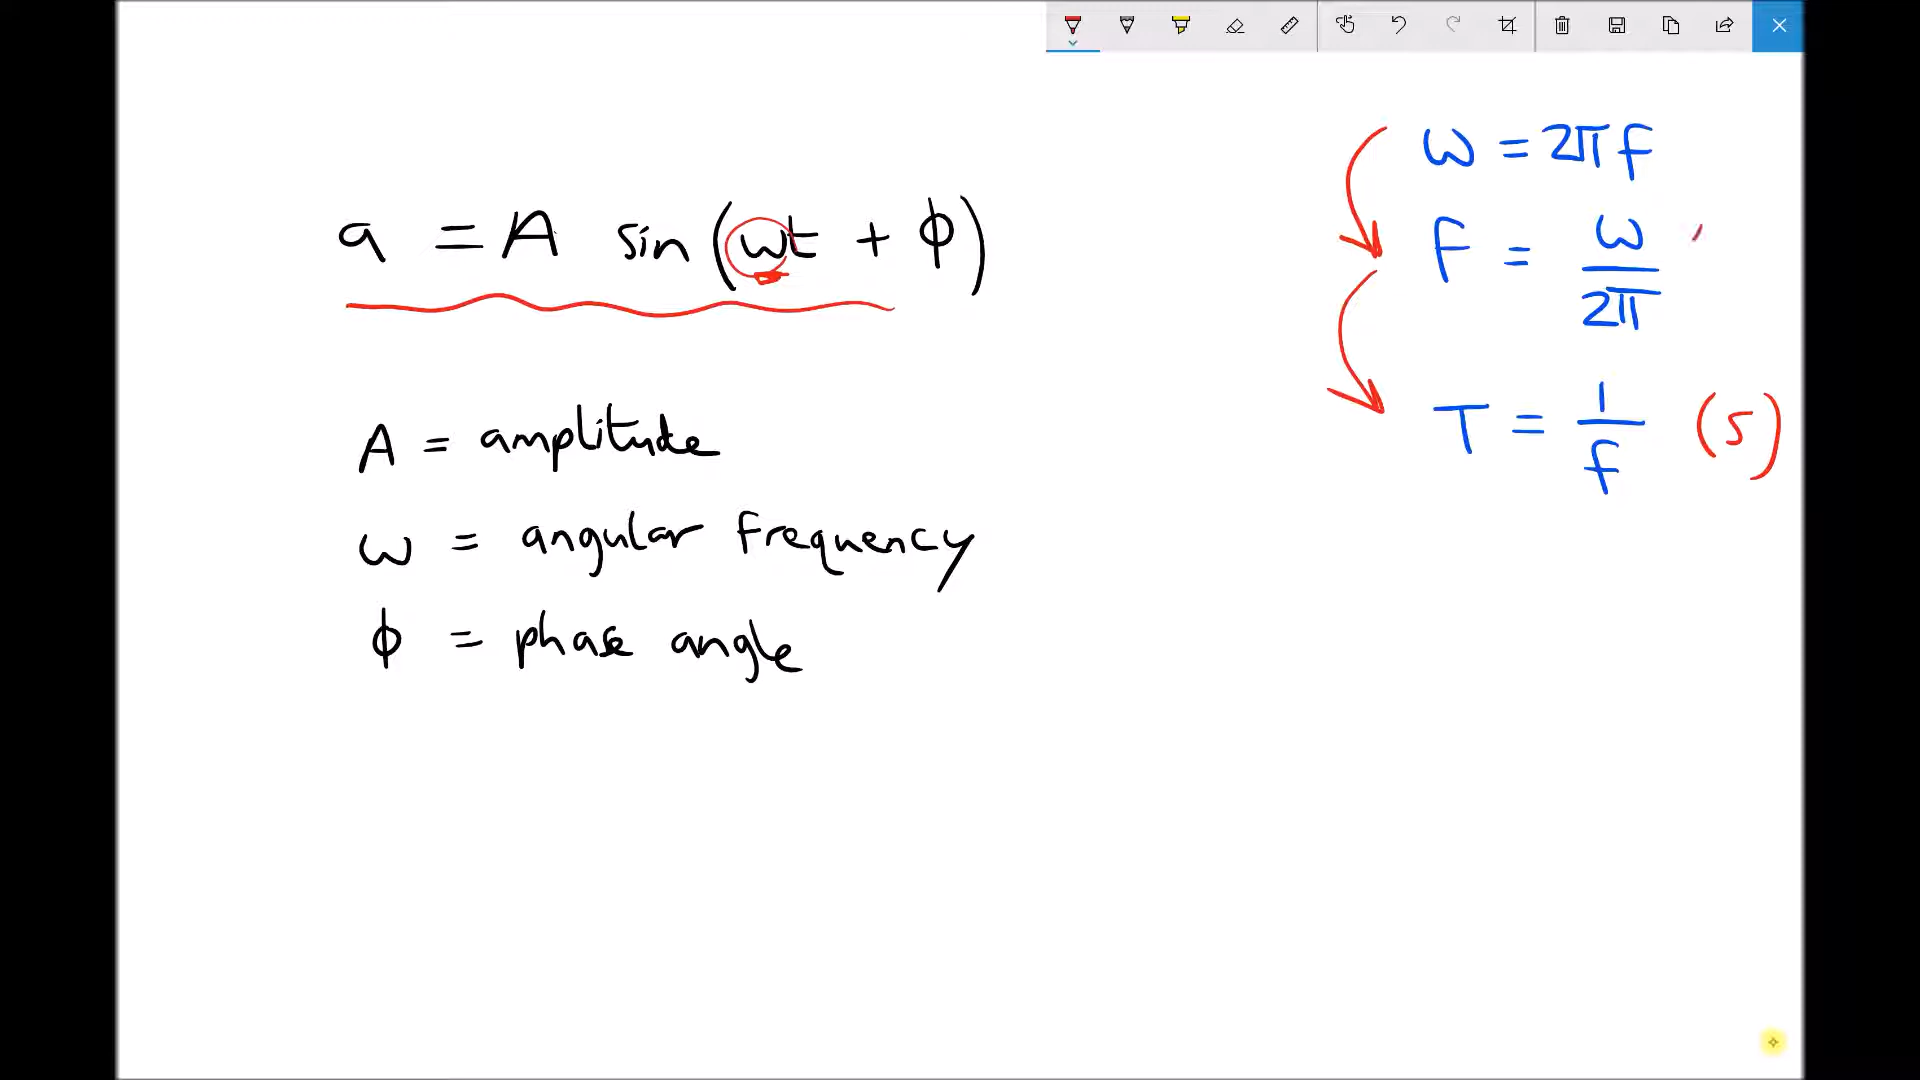 a = A sin(ωt + ϕ)
A = amplitude
ω = angular frequency
ϕ = phase angle
ω = 2πf
f = ω/2π
T = 1/f (s)